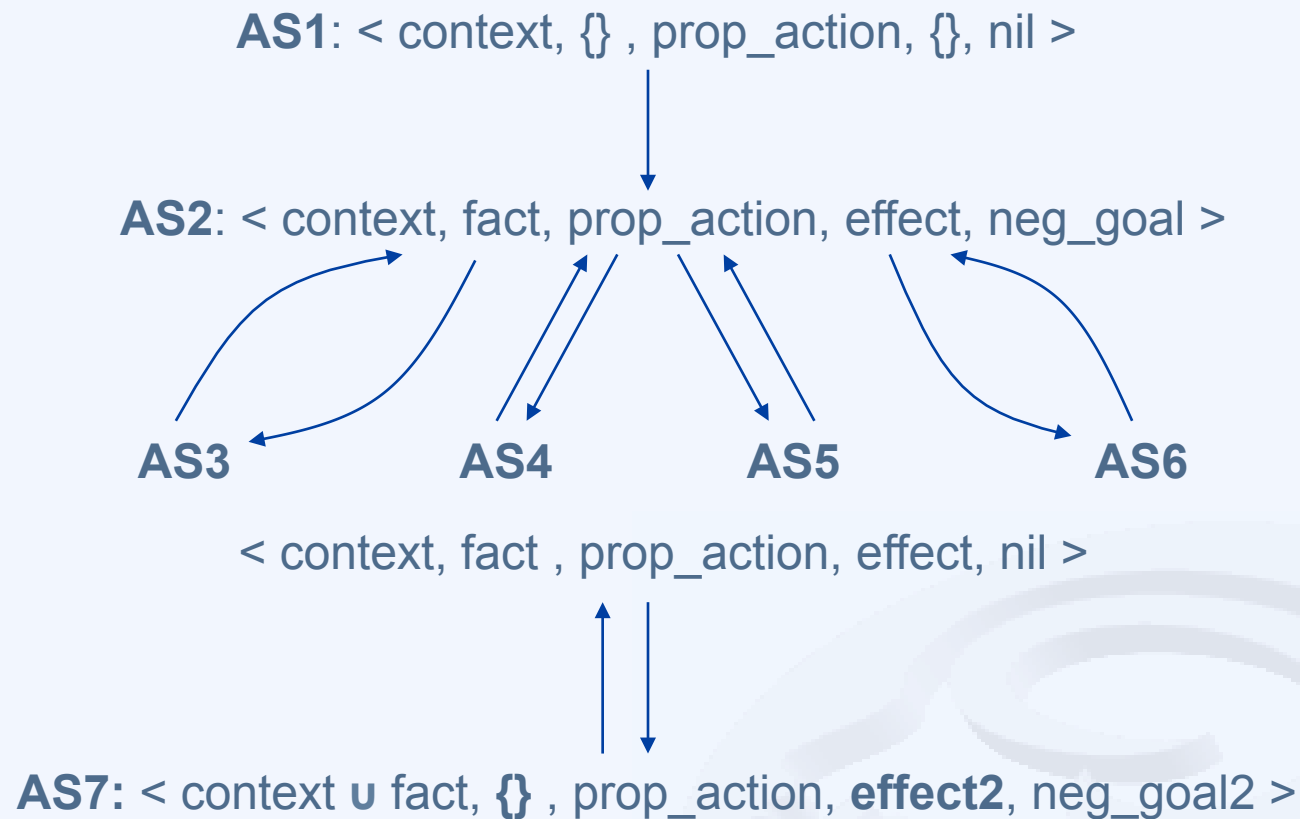 AS1: < context, {} , prop_action, {}, nil >
AS2: < context, fact, prop_action, effect, neg_goal >
AS3 AS4 AS5 AS6
< context, fact , prop_action, effect, nil >
AS7: < context u fact, {} , prop_action, effect2, neg_goal2 >